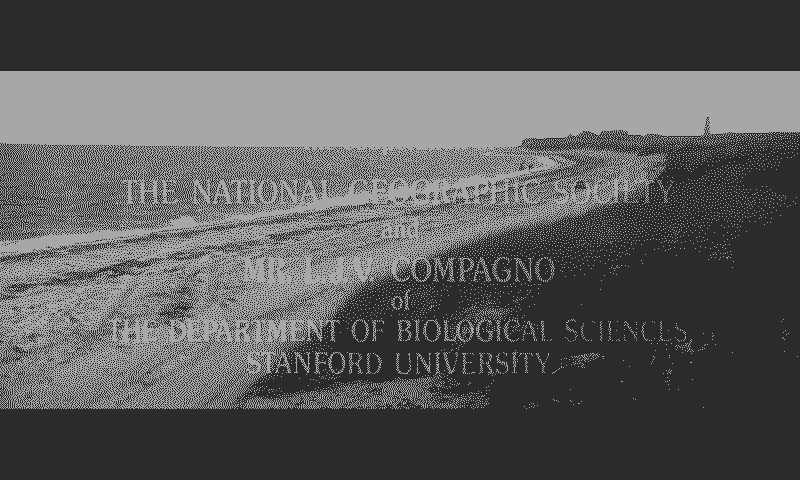 THE NATIONAL GEOGRAPHIC SOCIETY
and
MR. L.J.V. COMPAGNO
of
THE DEPARTMENT OF BIOLOGICAL SCIENCES
STANFORD UNIVERSITY